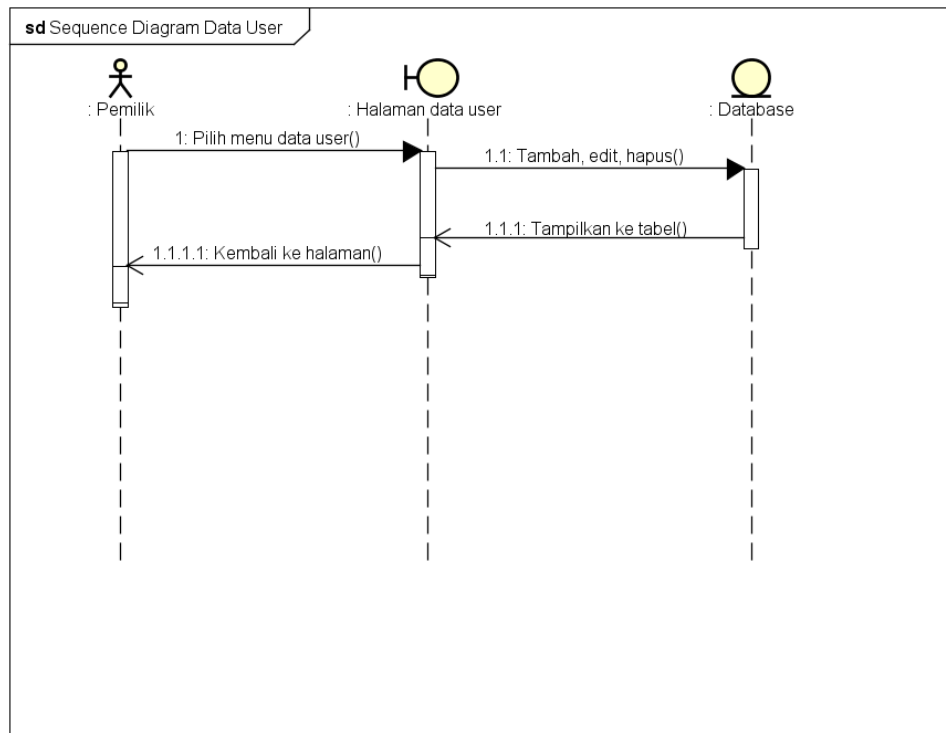 sd Sequence Diagram Data User
: Pemilik
: Halaman data user
: Database
1: Pilih menu data user()
1.1: Tambah, edit, hapus()
1.1.1: Tampilkan ke tabel()
1.1.1.1: Kembali ke halaman()